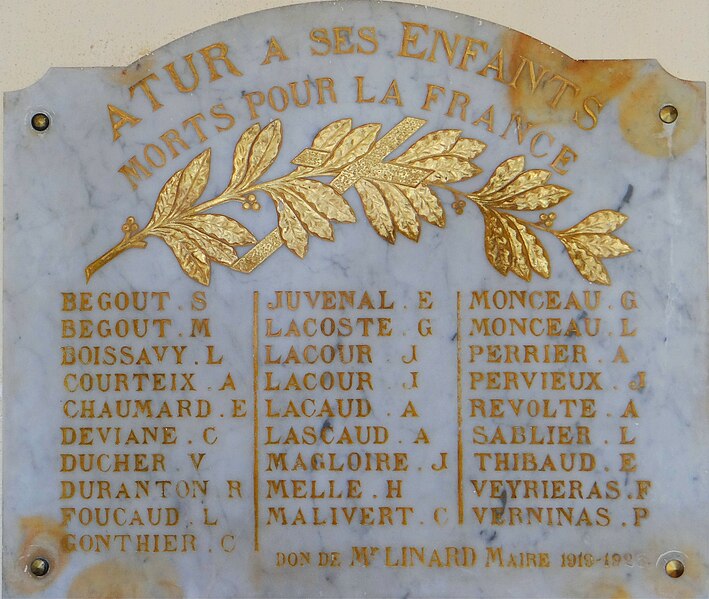 ATUR A SES ENFANTS
MORTS POUR LA FRANCE
BEGOUT . S
BEGOUT . M
BOISSAVY . L
COURTEIX . A
CHAUMARD . E
DEVIANE . C
DUCHER . V
DURANTON . R
FOUCAUD . L
GONTHIER . C
JUVENAL . E
LACOSTE . G
LACOUR . J
LACOUR . J
LACAUD . A
LASCAUD . A
MAGLOIRE . J
MELLE . H
MALIVERT . C
MONCEAU . G
MONCEAU . L
PERRIER . A
PERVIEUX . J
REVOLTE . A
SABLIER . L
THIBAUD . E
VEYRIERAS . F
VERNINAS . P
DON DE Mr LINARD MAIRE